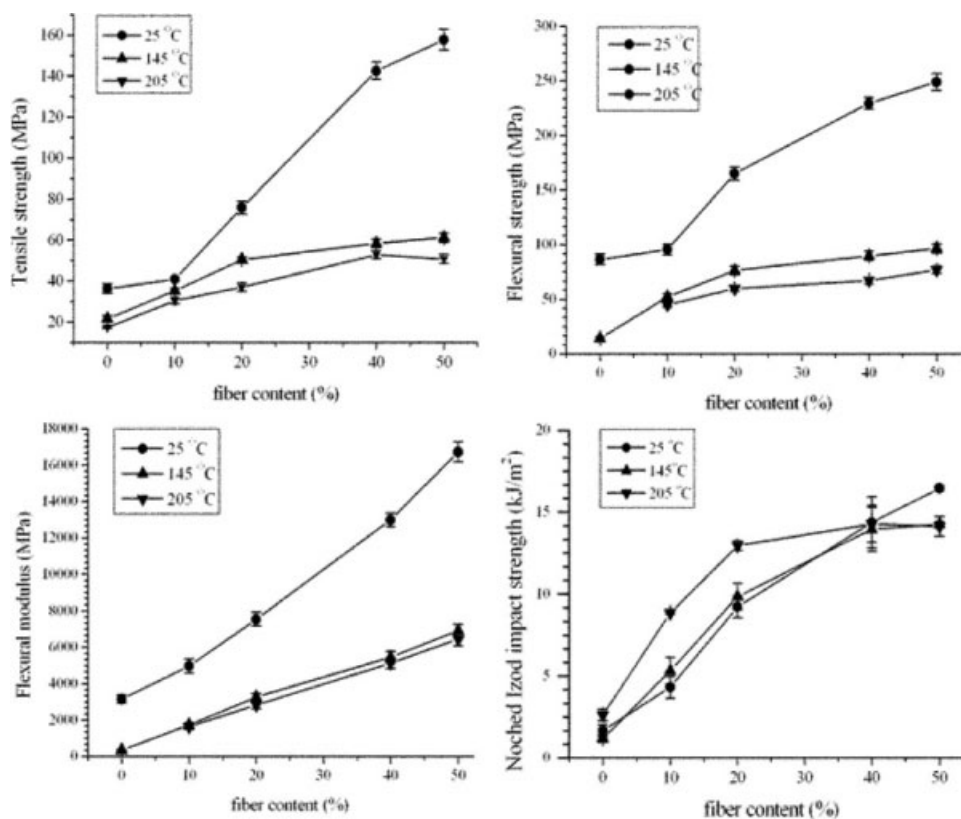 Tensile strength (MPa)
160
140
120
100
80
60
40
20
0 10 20 30 40 50
fiber content (%)
25 °C
145 °C
205 °C
Flexural strength (MPa)
300
250
200
150
100
50
0
0 10 20 30 40 50
fiber content (%)
25 °C
145 °C
205 °C
Flexural modulus (MPa)
18000
16000
14000
12000
10000
8000
6000
4000
2000
0
0 10 20 30 40 50
fiber content (%)
25 °C
145 °C
205 °C
Noched Izod impact strength (kJ/m²)
20
15
10
5
0
0 10 20 30 40 50
fiber content (%)
25 °C
145°C
205 °C